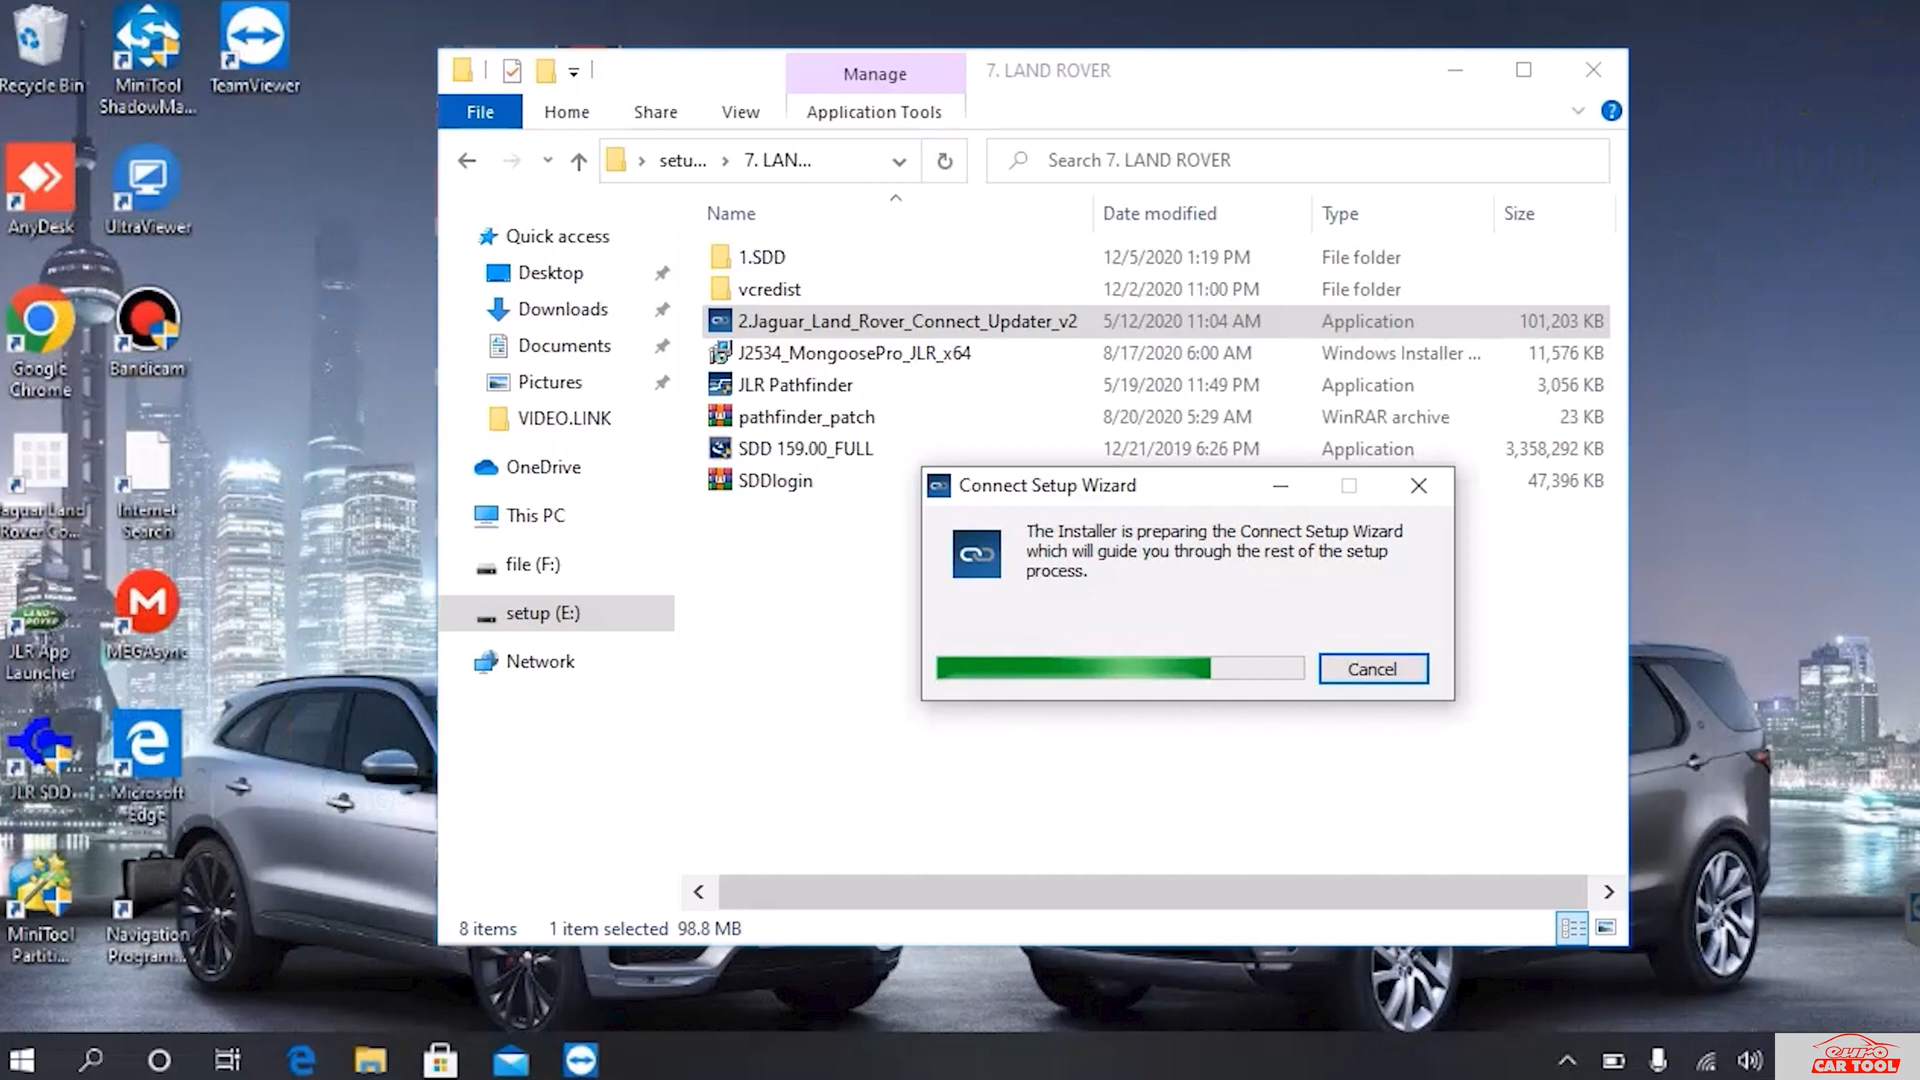 Recycle Bin
MiniTool
ShadowMa...
TeamViewer
AnyDesk
UltraViewer
Google
Chrome
Bandicam
Jaguar Land
Rover Co...
Internet
Search
JLR App
Launcher
MEGAsync
JLR SDD...
Microsoft
Edge
MiniTool
Partiti...
Navigation
Program...
Manage
7. LAND ROVER
File
Home
Share
View
Application Tools
setu...
7. LAN...
Search 7. LAND ROVER
Name
Date modified
Type
Size
Quick access
Desktop
Downloads
Documents
Pictures
VIDEO.LINK
OneDrive
This PC
file (F:)
setup (E:)
Network
1.SDD 12/5/2020 1:19 PM File folder
vcredist 12/2/2020 11:00 PM File folder
2.Jaguar_Land_Rover_Connect_Updater_v2 5/12/2020 11:04 AM Application 101,203 KB
J2534_MongoosePro_JLR_x64 8/17/2020 6:00 AM Windows Installer ... 11,576 KB
JLR Pathfinder 5/19/2020 11:49 PM Application 3,056 KB
pathfinder_patch 8/20/2020 5:29 AM WinRAR archive 23 KB
SDD 159.00_FULL 12/21/2019 6:26 PM Application 3,358,292 KB
SDDlogin 47,396 KB
Connect Setup Wizard
The Installer is preparing the Connect Setup Wizard
which will guide you through the rest of the setup
process.
Cancel
8 items 1 item selected 98.8 MB
euro
CAR TOOL